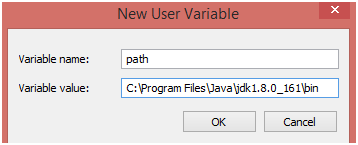 New User Variable
Variable name: path
Variable value: C:\Program Files\Java\jdk1.8.0_161\bin
OK Cancel